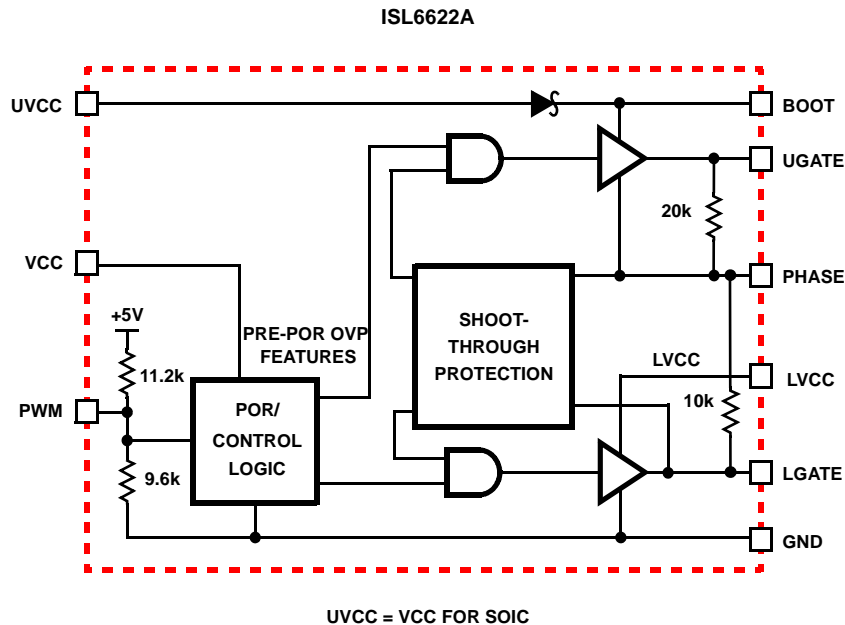 ISL6622A
UVCC
BOOT
UGATE
20k
VCC
PHASE
+5V
PRE-POR OVP
FEATURES
SHOOT-
THROUGH
PROTECTION
11.2k
LVCC
LVCC
PWM
POR/
CONTROL
LOGIC
10k
9.6k
LGATE
GND
UVCC = VCC FOR SOIC